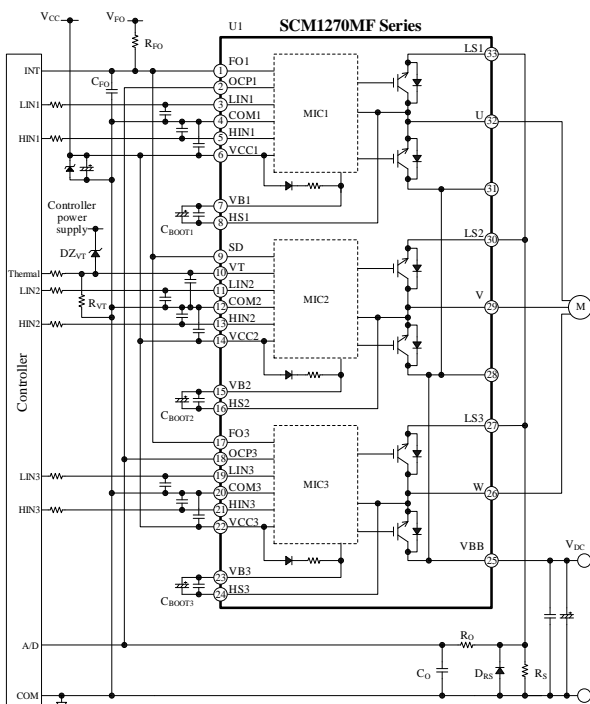 VCC
VFO
RFO
U1
SCM1270MF Series
INT
CFO
1
FO1
2
OCP1
LIN1
3
LIN1
4
COM1
HIN1
5
HIN1
6
VCC1
MIC1
LS1
33
U
32
31
7
VB1
CBOOT1
8
HS1
Controller
power
supply
DZVT
9
SD
Thermal
10
VT
LIN2
11
LIN2
RVT
12
COM2
HIN2
13
HIN2
14
VCC2
MIC2
LS2
30
V
29
M
28
15
VB2
CBOOT2
16
HS2
Controller
17
FO3
18
OCP3
LIN3
19
LIN3
20
COM3
HIN3
21
HIN3
22
VCC3
MIC3
LS3
27
W
26
VBB
25
VDC
23
VB3
CBOOT3
24
HS3
A/D
RO
CO
DRS
RS
COM